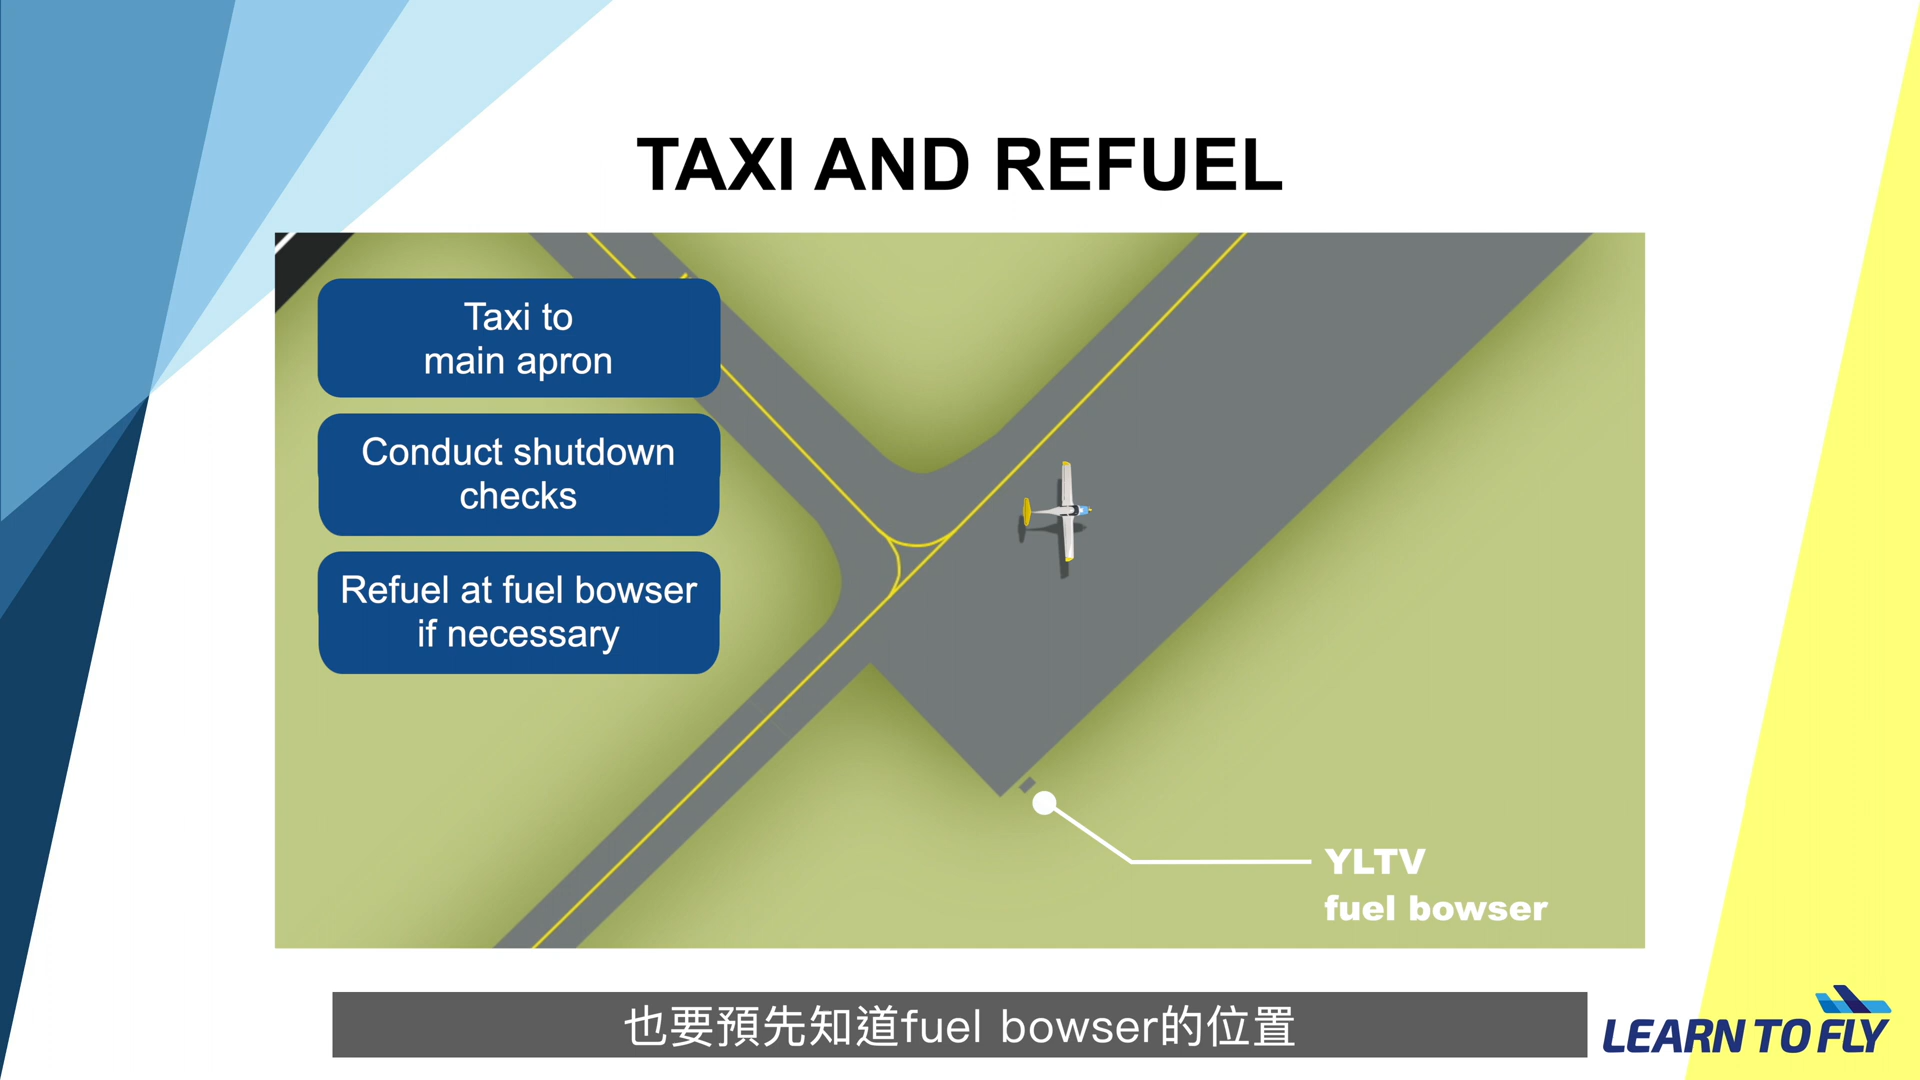 TAXI AND REFUEL
Taxi to
main apron
Conduct shutdown
checks
Refuel at fuel bowser
if necessary
YLTV
fuel bowser
也要預先知道fuel bowser的位置
LEARN TO FLY